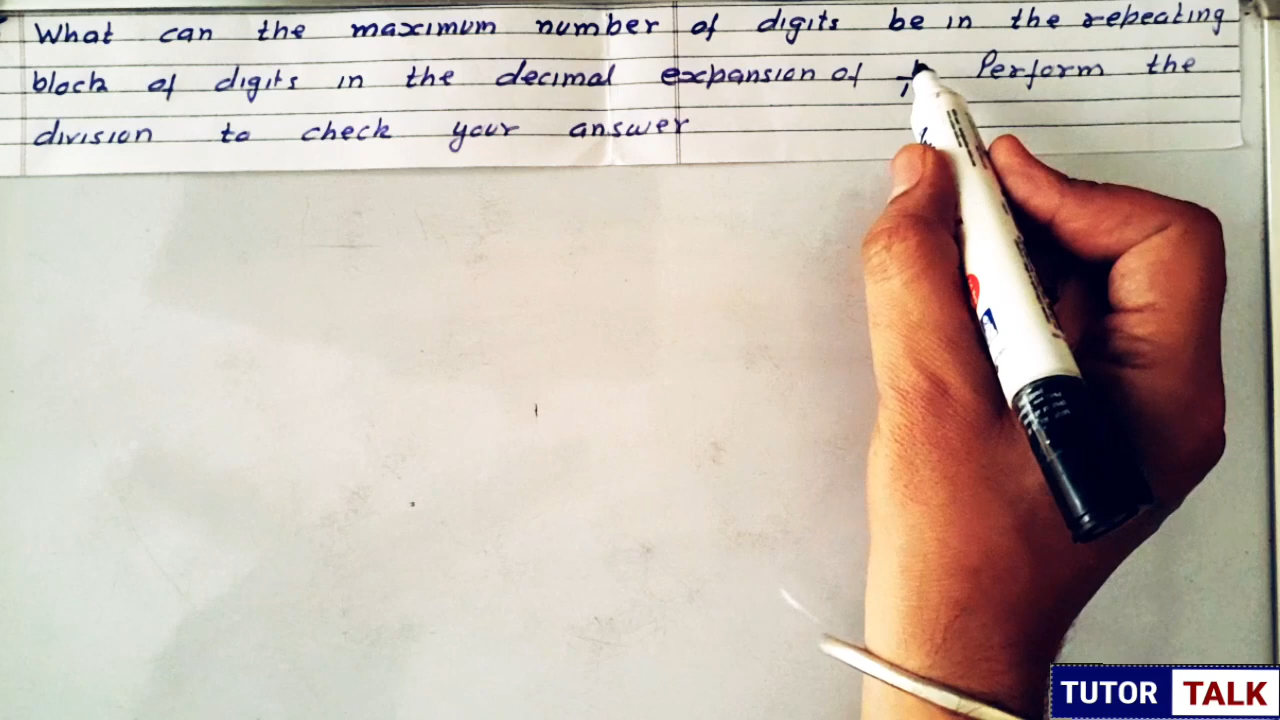 What can the maximum number of digits be in the repeating
block of digits in the decimal expansion of Perform the
division to check your answer
TUTOR TALK